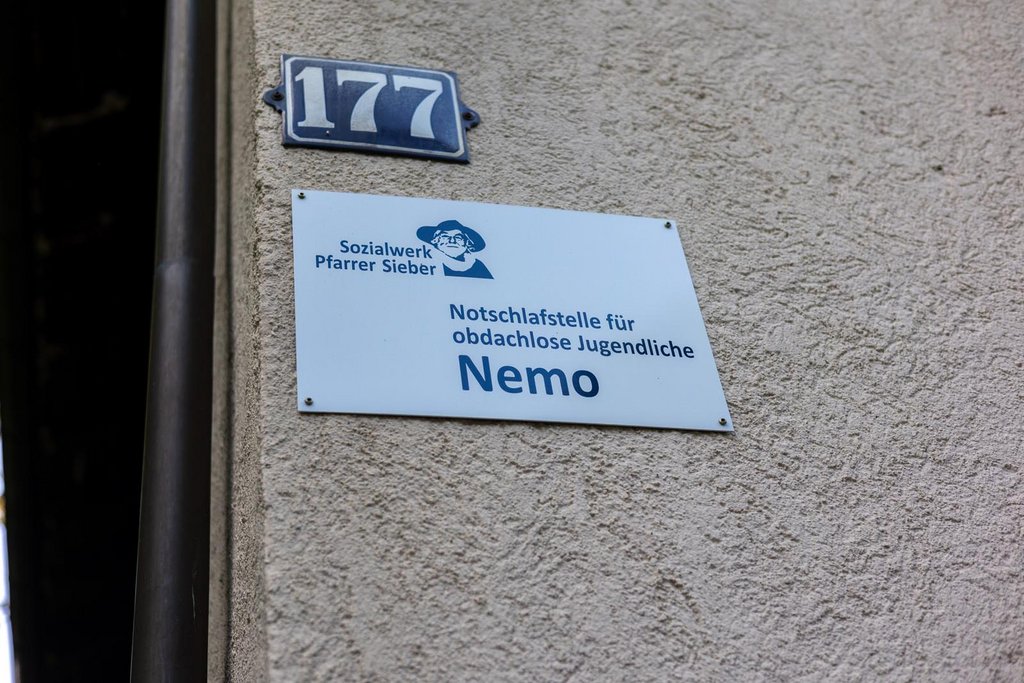 177
Sozialwerk
Pfarrer Sieber
Notschlafstelle für
obdachlose Jugendliche
Nemo